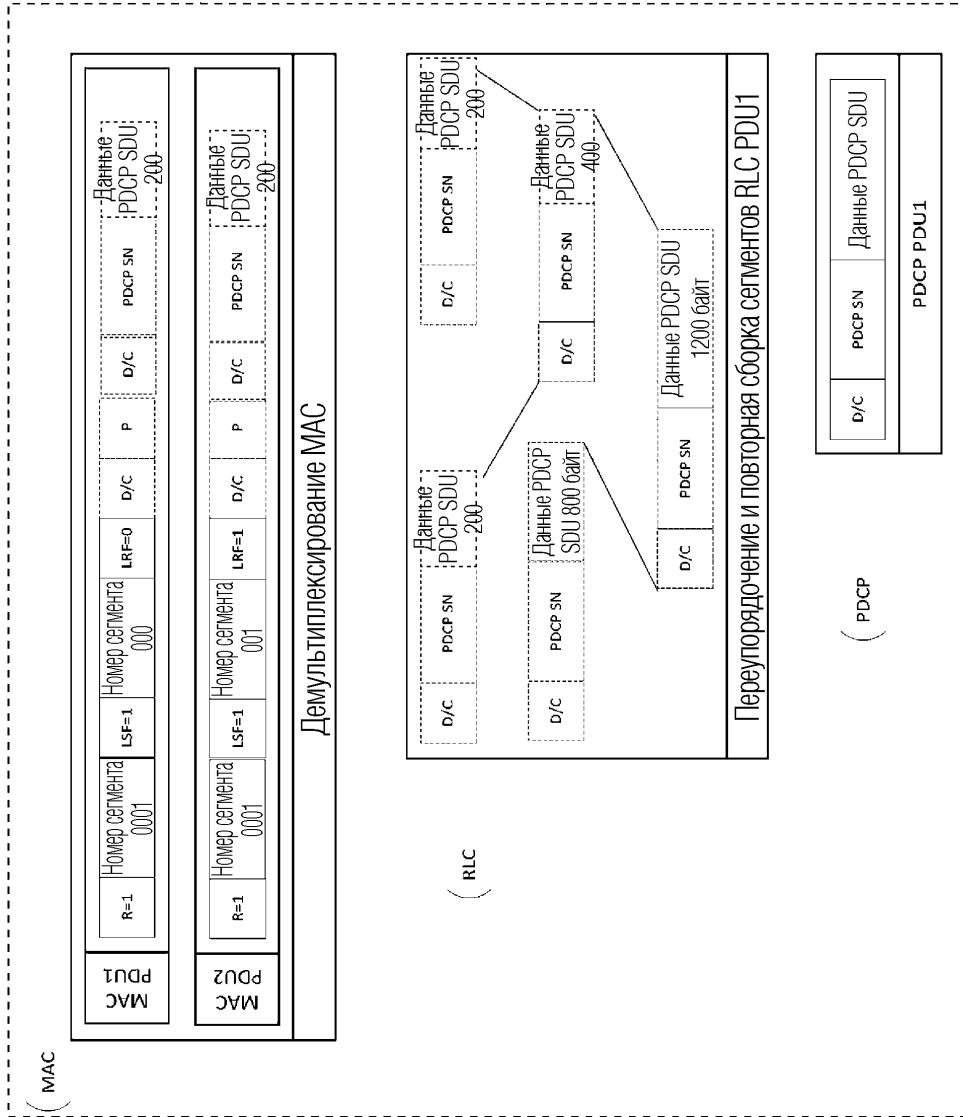 MAC
MAC
PDU1
R=1
Номер сегмента
0001
LSF=1
Номер сегмента
000
LRF=0
D/C
P
D/C
PDCP SN
Данные
PDCP SDU
200
MAC
PDU2
R=1
Номер сегмента
0001
LSF=1
Номер сегмента
001
LRF=1
D/C
P
D/C
PDCP SN
Данные
PDCP SDU
200
Демультиплексирование MAC
RLC
D/C
PDCP SN
Данные
PDCP SDU
200
D/C
PDCP SN
Данные
PDCP SDU
200
D/C
PDCP SN
Данные PDCP
SDU 800 байт
D/C
PDCP SN
Данные
PDCP SDU
400
D/C
PDCP SN
Данные PDCP SDU
1200 байт
Переупорядочение и повторная сборка сегментов RLC PDU1
PDCP
D/C
PDCP SN
Данные PDCP SDU
PDCP PDU1